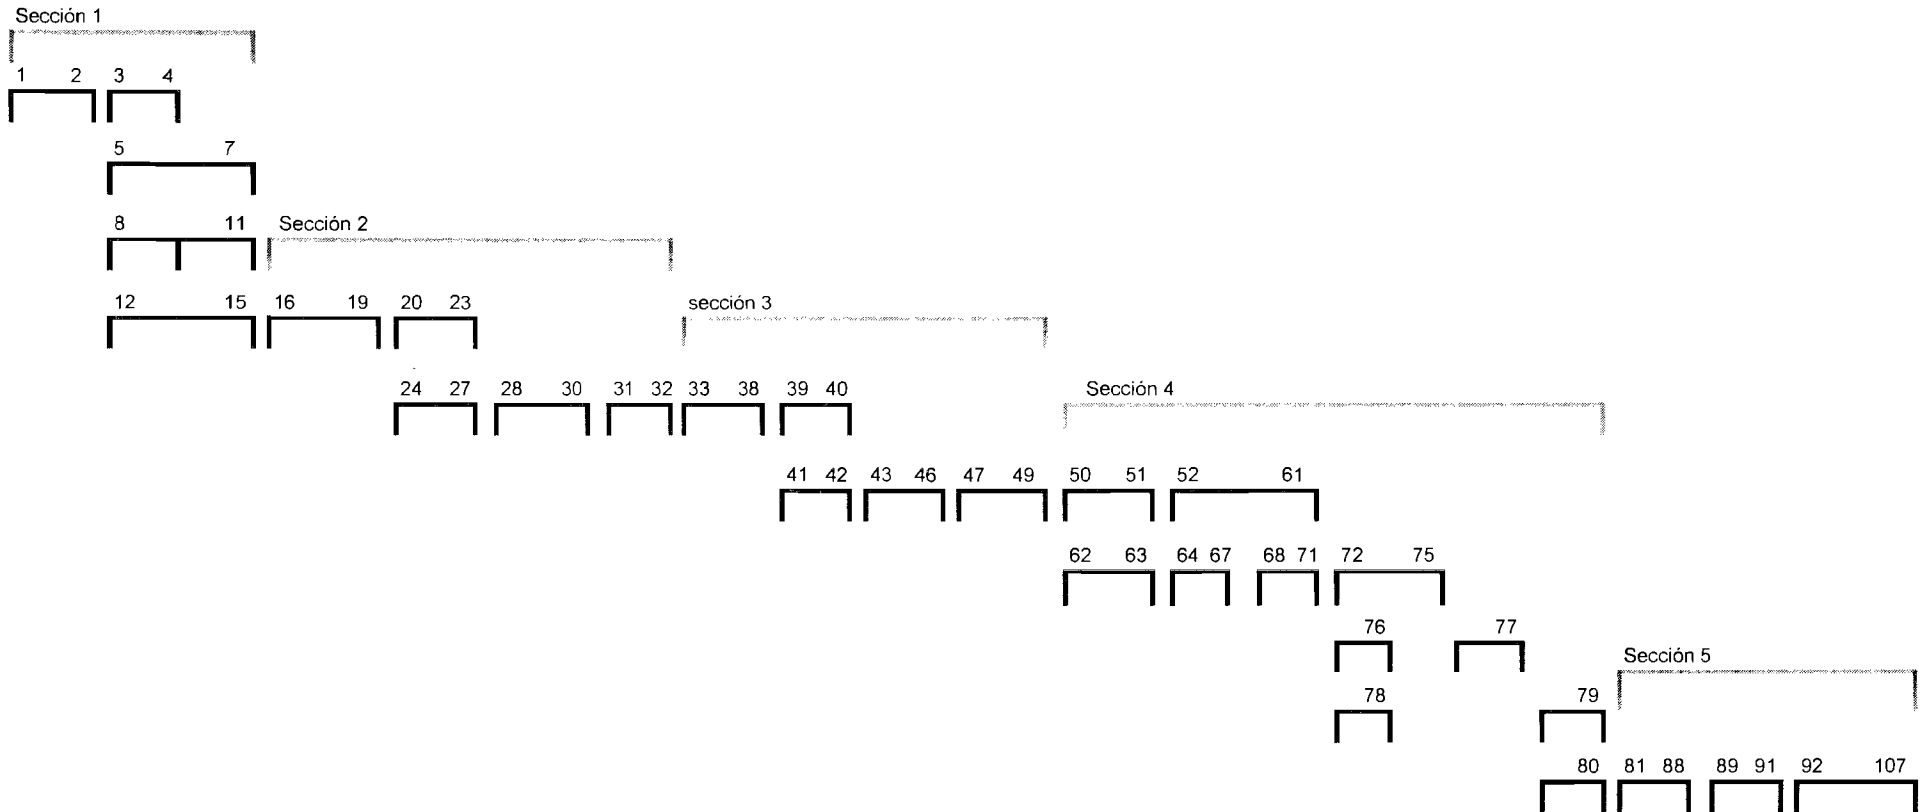 Sección 1
1 2 3 4
5 7
8 11 Sección 2
12 15 16 19 20 23 sección 3
24 27 28 30 31 32 33 38 39 40 Sección 4
41 42 43 46 47 49 50 51 52 61
62 63 64 67 68 71 72 75
76 77
Sección 5
78 79
80 81 88 89 91 92 107